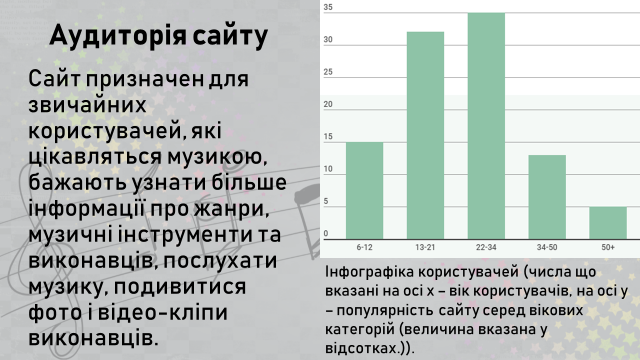 Аудиторія сайту
Сайт призначен для
звичайних
користувачей, які
цікавляться музикою,
бажають узнати більше
інформації про жанри,
музичні інструменти та
виконавців, послухати
музику, подивитися
фото і відео-кліпи
виконавців.
35
30
25
20
15
10
5
0
6-12 13-21 22-34 34-50 50+
Інфографіка користувачей (числа що
вказані на осі x – вік користувачів, на осі y
– популярність сайту серед вікових
категорій (величина вказана у
відсотках.)).